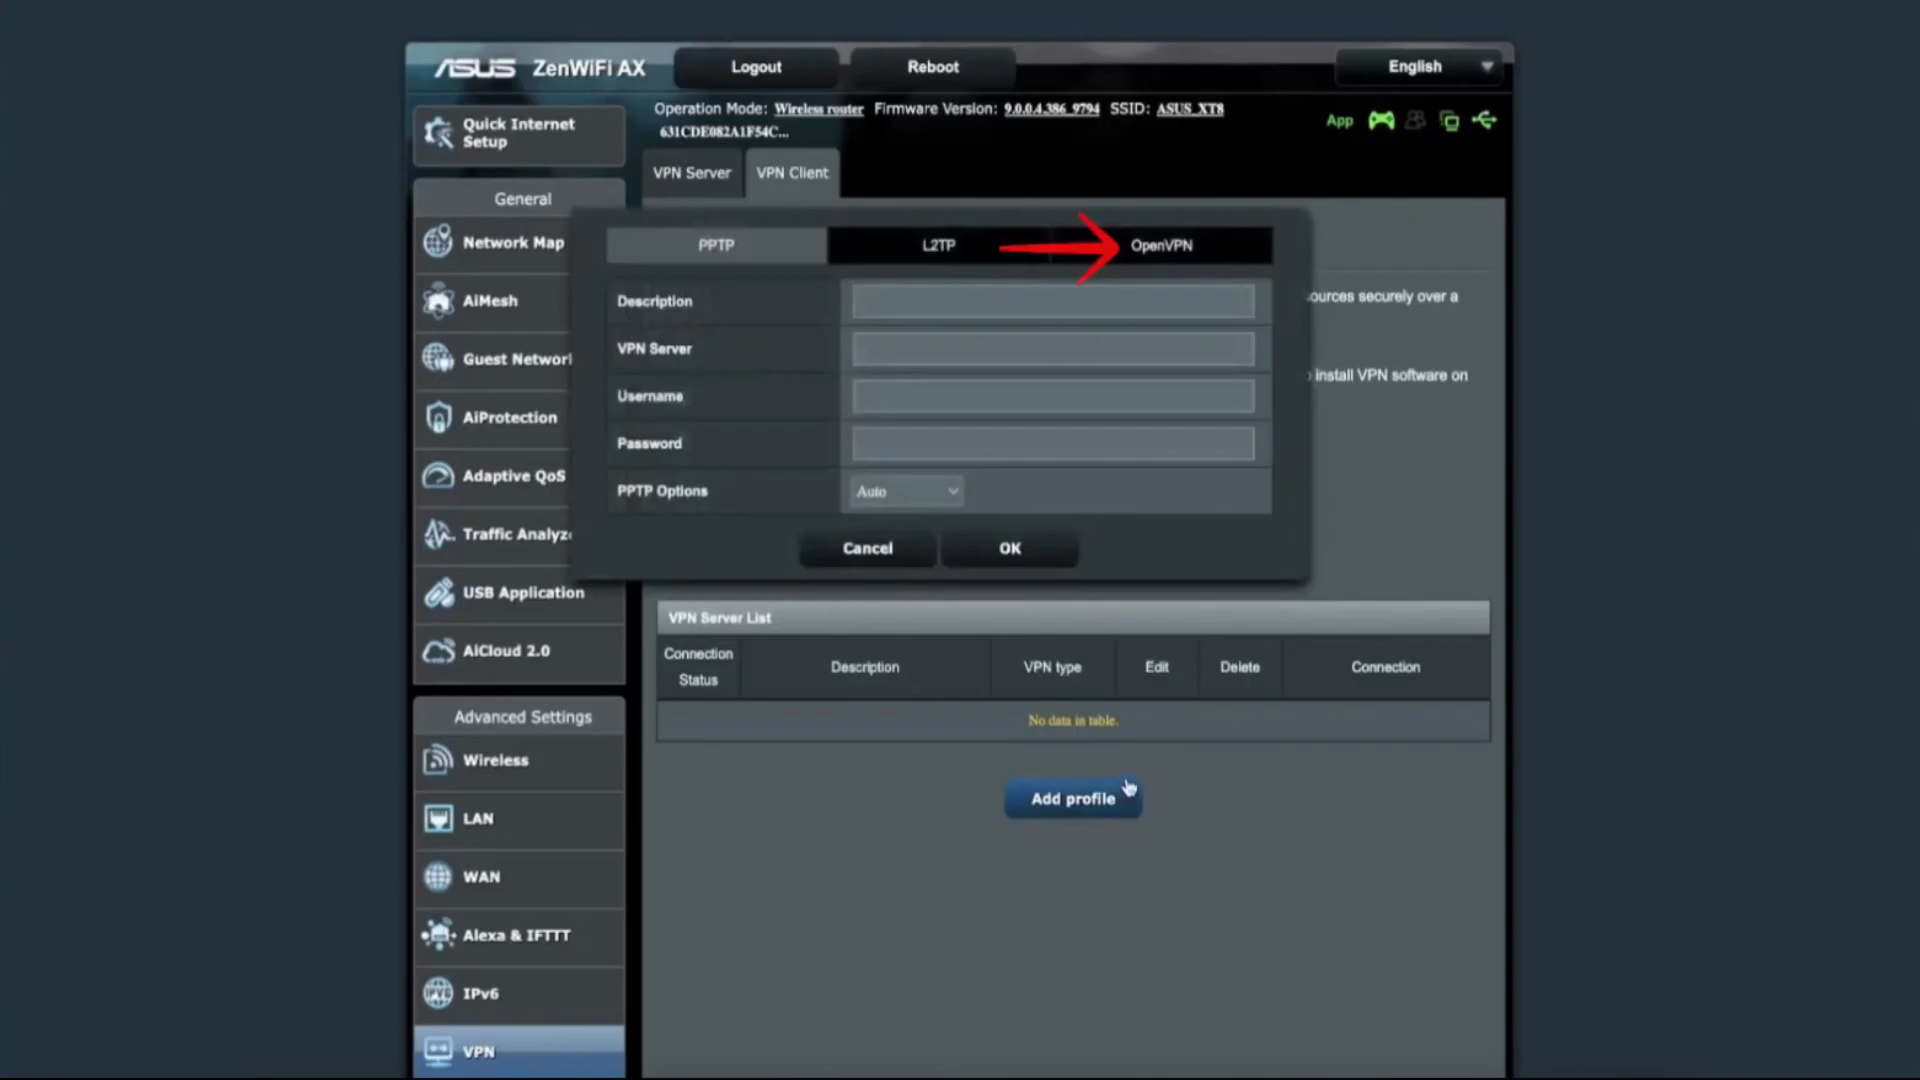 ASUS ZenWiFi AX
Logout
Reboot
English
Operation Mode: Wireless router Firmware Version: 9.0.0.4.386_9794 SSID: ASUS_XT8
631CDE082A1F54C...
App
Quick Internet
Setup
General
Network Map
AiMesh
Guest Networ
AiProtection
Adaptive QoS
Traffic Analyz
USB Application
AiCloud 2.0
Advanced Settings
Wireless
LAN
WAN
Alexa & IFTTT
IPv6
VPN
VPN Server
VPN Client
PPTP
L2TP
OpenVPN
Description
VPN Server
Username
Password
PPTP Options
Auto
Cancel
OK
ources securely over a
install VPN software on
VPN Server List
Connection
Status
Description
VPN type
Edit
Delete
Connection
No data in table.
Add profile